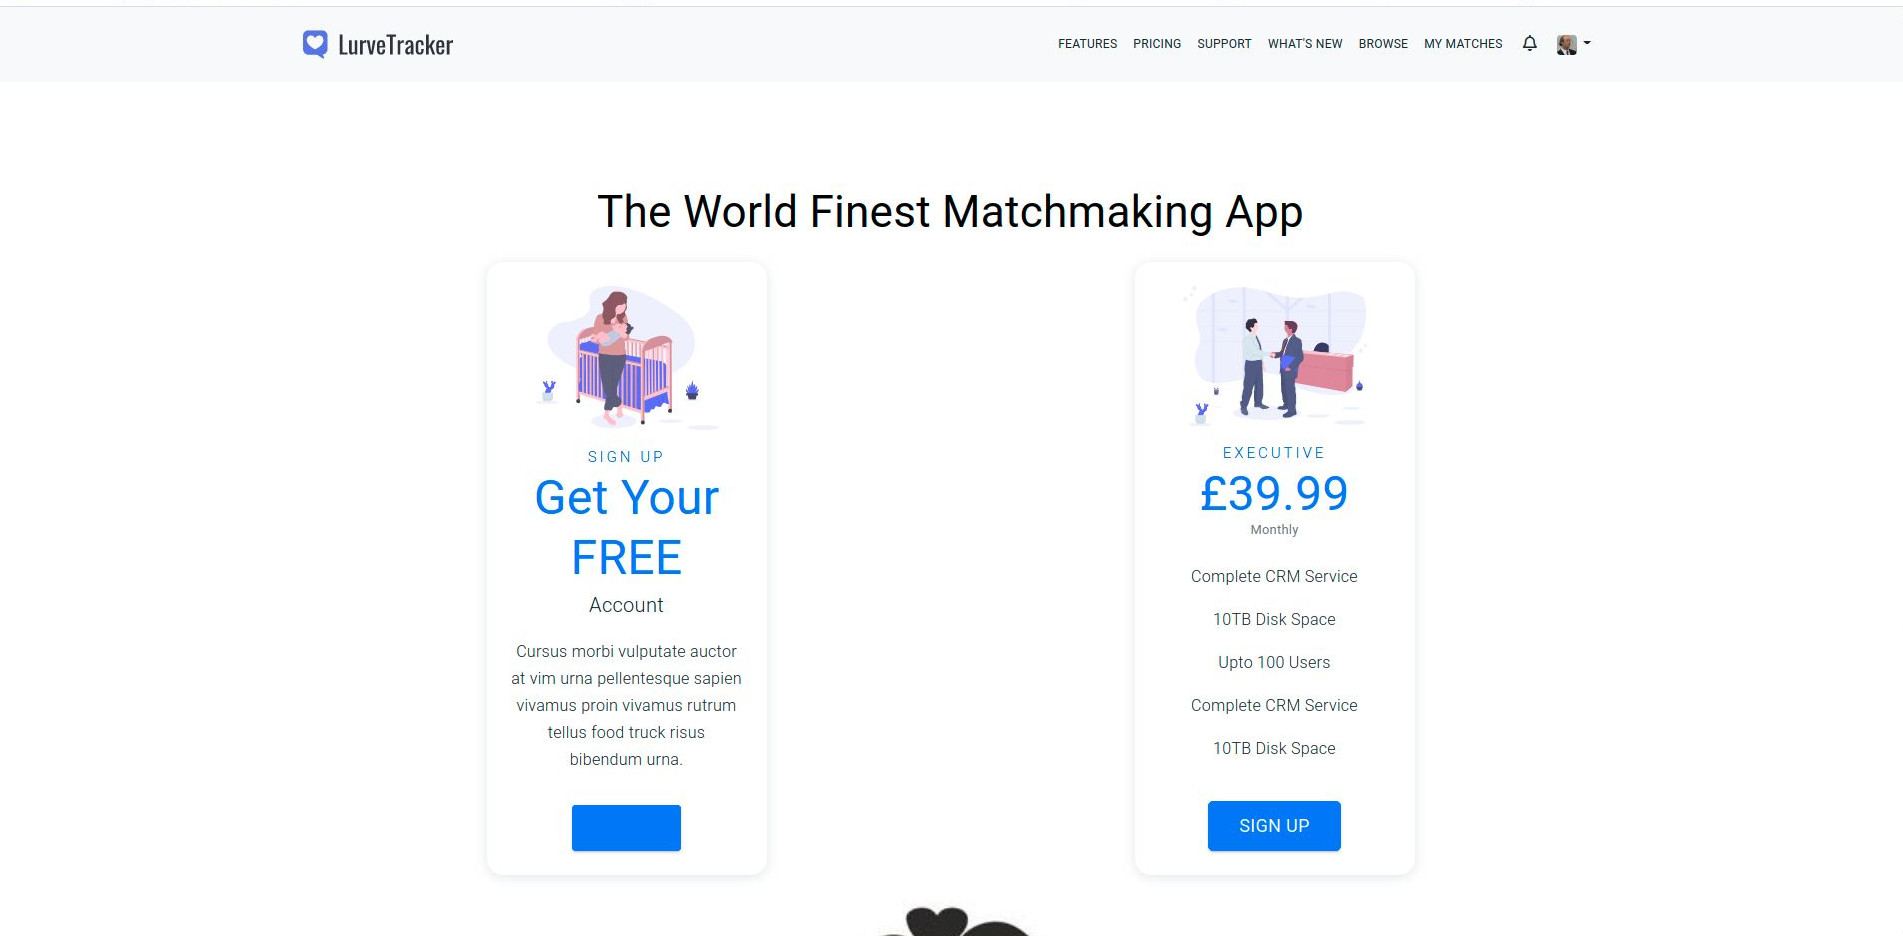 LurveTracker
FEATURES PRICING SUPPORT WHAT'S NEW BROWSE MY MATCHES
The World Finest Matchmaking App
SIGN UP
Get Your
FREE
Account
Cursus morbi vulputate auctor
at vim urna pellentesque sapien
vivamus proin vivamus rutrum
tellus food truck risus
bibendum urna.
EXECUTIVE
£39.99
Monthly
Complete CRM Service
10TB Disk Space
Upto 100 Users
Complete CRM Service
10TB Disk Space
SIGN UP